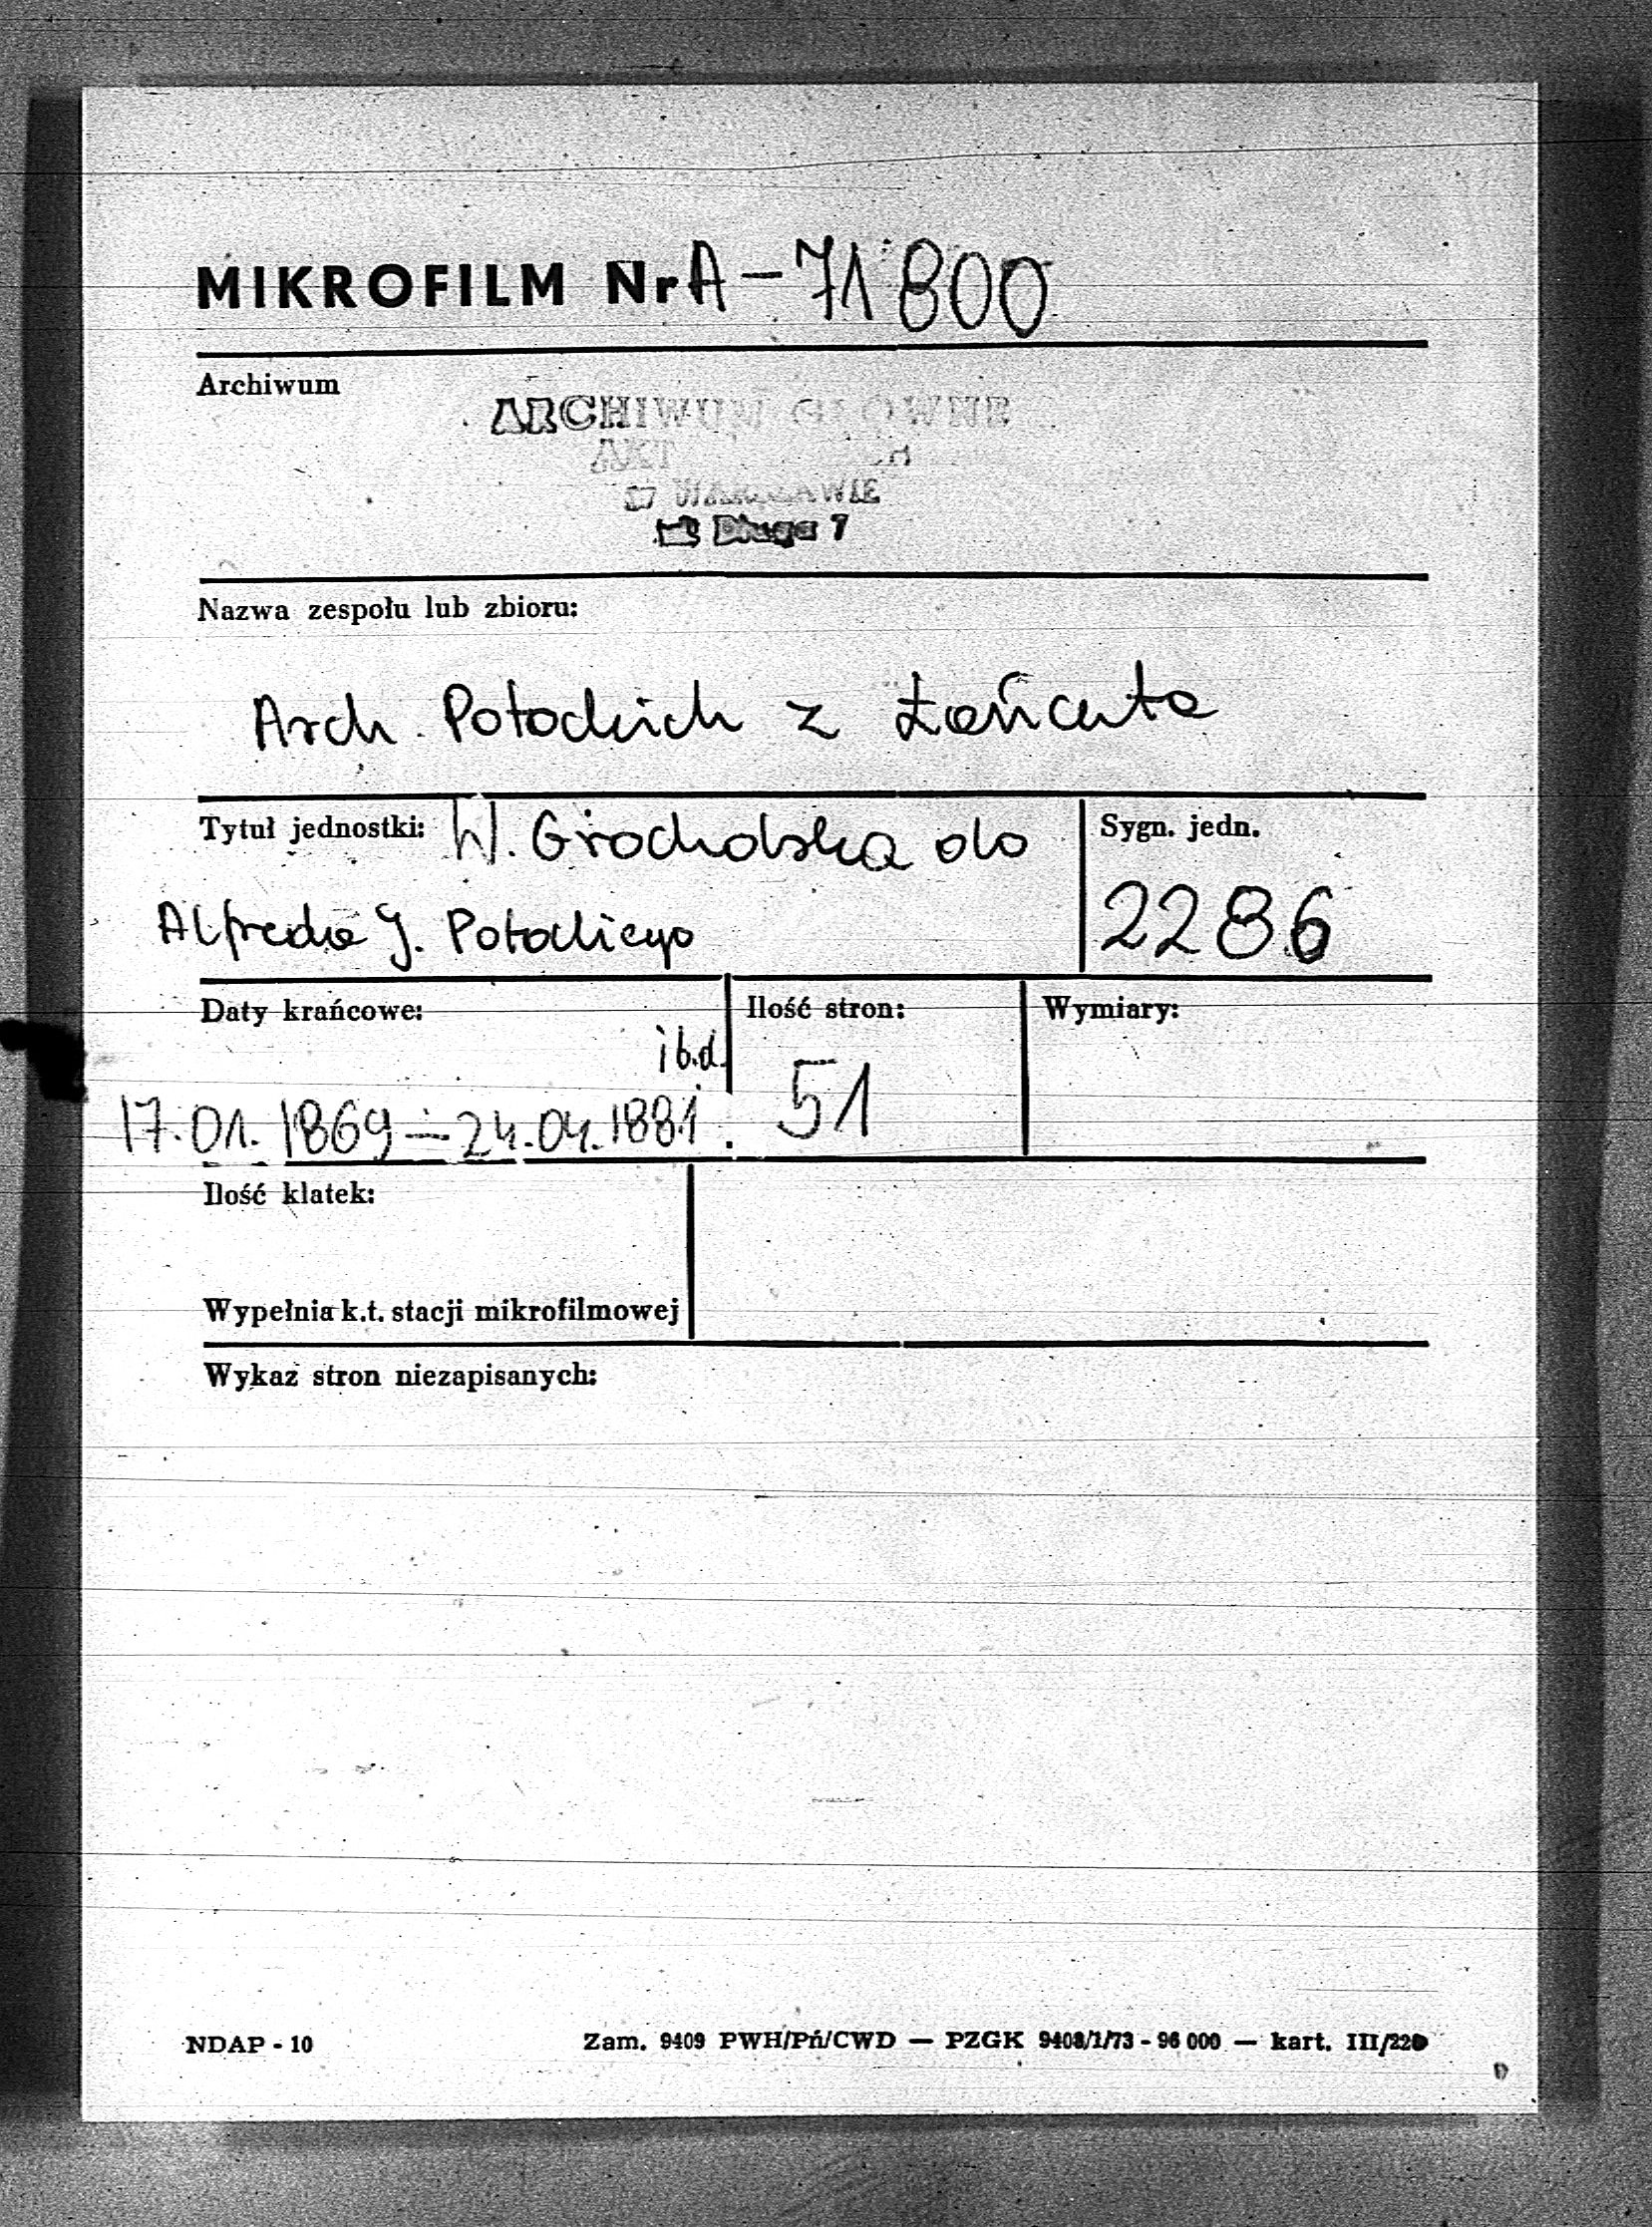 MIKROFILM Nr A-71800
Archiwum
ARCHIWUM GŁÓWNE
AKT
W WARSZAWIE
Długa 7
Nazwa zespołu lub zbioru:
Arch. Potockich z Łańcuta
Tytuł jednostki: W. Grocholska do
Alfreda J. Potockiego
Sygn. jedn.
2286
Daty krańcowe:
i b.d.
17.01.1869 - 24.04.1881.
Ilość stron:
51
Wymiary:
Ilość klatek:
Wypełnia k.t. stacji mikrofilmowej
Wykaz stron niezapisanych:
NDAP - 10
Zam. 9409 PWH/Pń/CWD — PZGK 9408/1/73 - 96 000 — kart. III/220